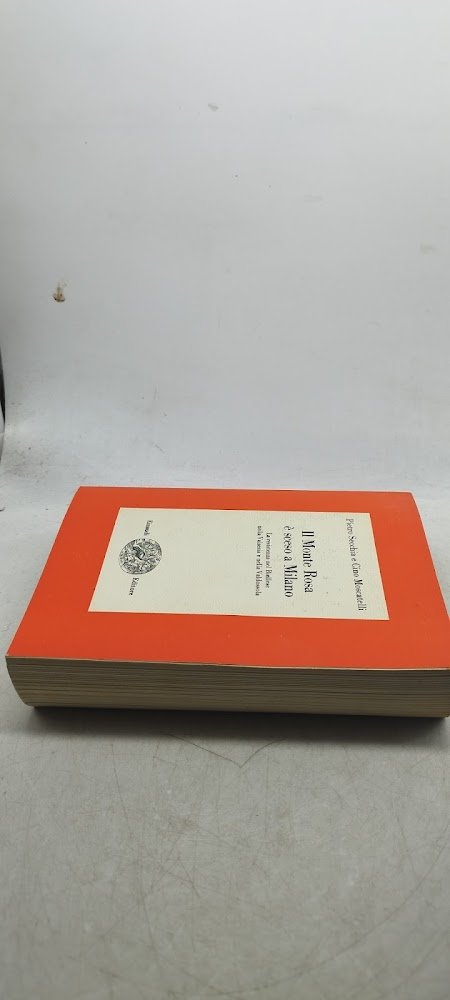 Pietro Secchia e Cino Moscatelli
Il Monte Rosa
è sceso a Milano
La resistenza nel Biellese
nella Valsesia e nella Valdossola
Einaudi Editore